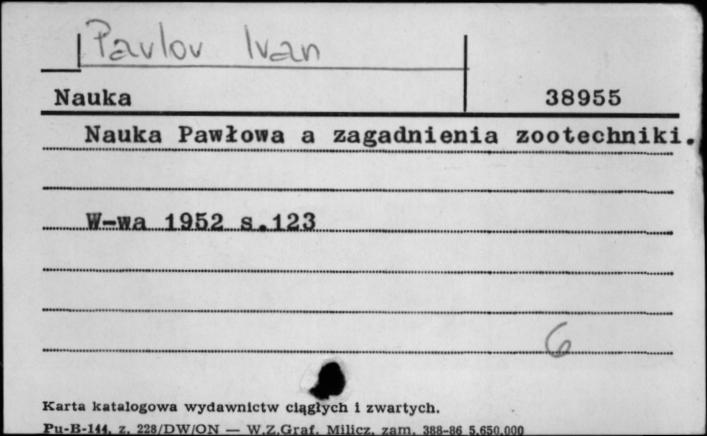 Pavlov Ivan
Nauka 38955
Nauka Pawłowa a zagadnienia zootechniki.
W-wa 1952 s.123
6
Karta katalogowa wydawnictw ciągłych i zwartych.
Pu-B-144, z. 228/DW/ON — W.Z.Graf. Milicz, zam. 388-86 5.650.000